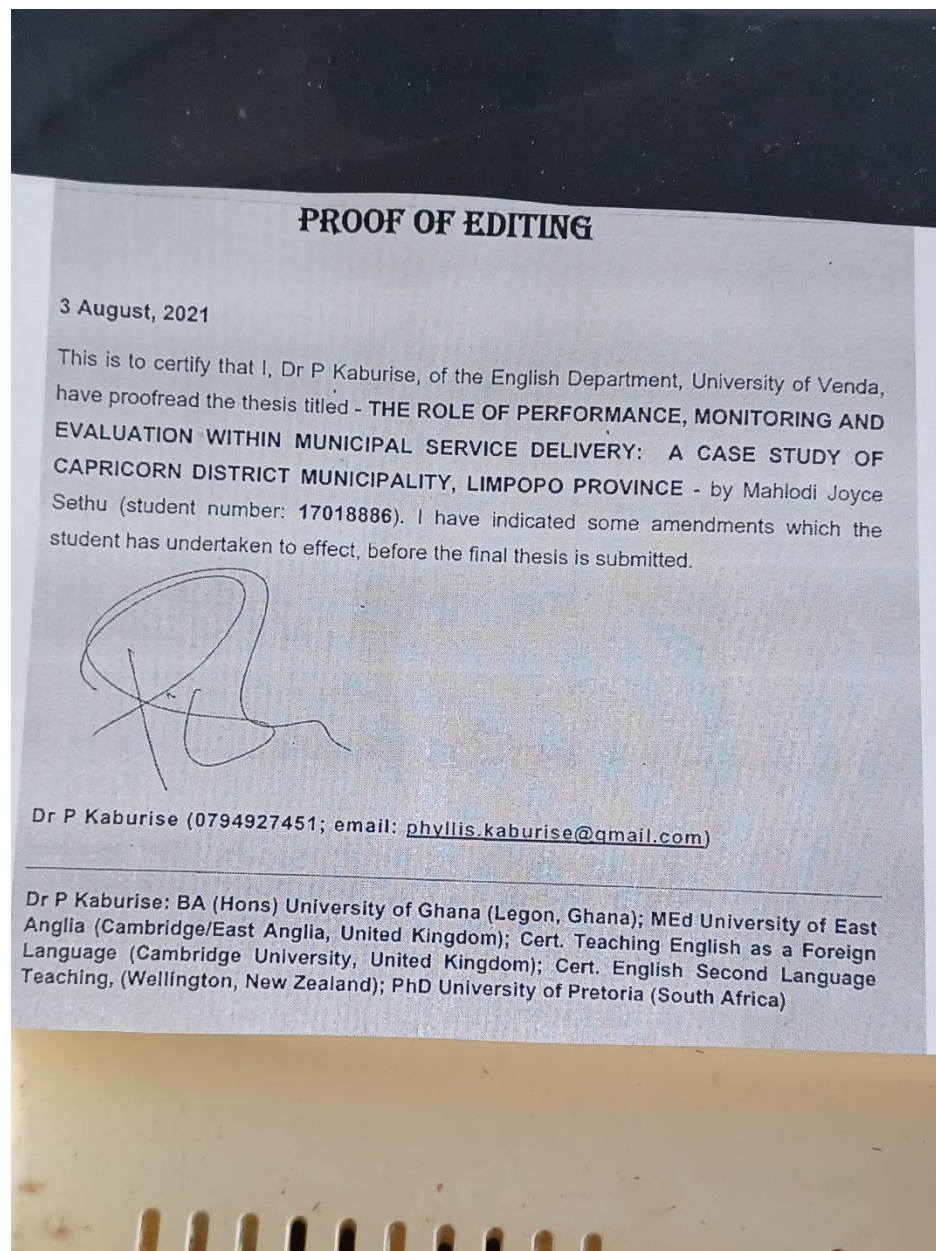 PROOF OF EDITING
3 August, 2021
This is to certify that I, Dr P Kaburise, of the English Department, University of Venda,
have proofread the thesis titled - THE ROLE OF PERFORMANCE, MONITORING AND
EVALUATION WITHIN MUNICIPAL SERVICE DELIVERY: A CASE STUDY OF
CAPRICORN DISTRICT MUNICIPALITY, LIMPOPO PROVINCE - by Mahlodi Joyce
Sethu (student number: 17018886). I have indicated some amendments which the
student has undertaken to effect, before the final thesis is submitted.
Dr P Kaburise (0794927451; email: phyllis.kaburise@gmail.com)
Dr P Kaburise: BA (Hons) University of Ghana (Legon, Ghana); MEd University of East
Anglia (Cambridge/East Anglia, United Kingdom); Cert. Teaching English as a Foreign
Language (Cambridge University, United Kingdom); Cert. English Second Language
Teaching, (Wellington, New Zealand); PhD University of Pretoria (South Africa)